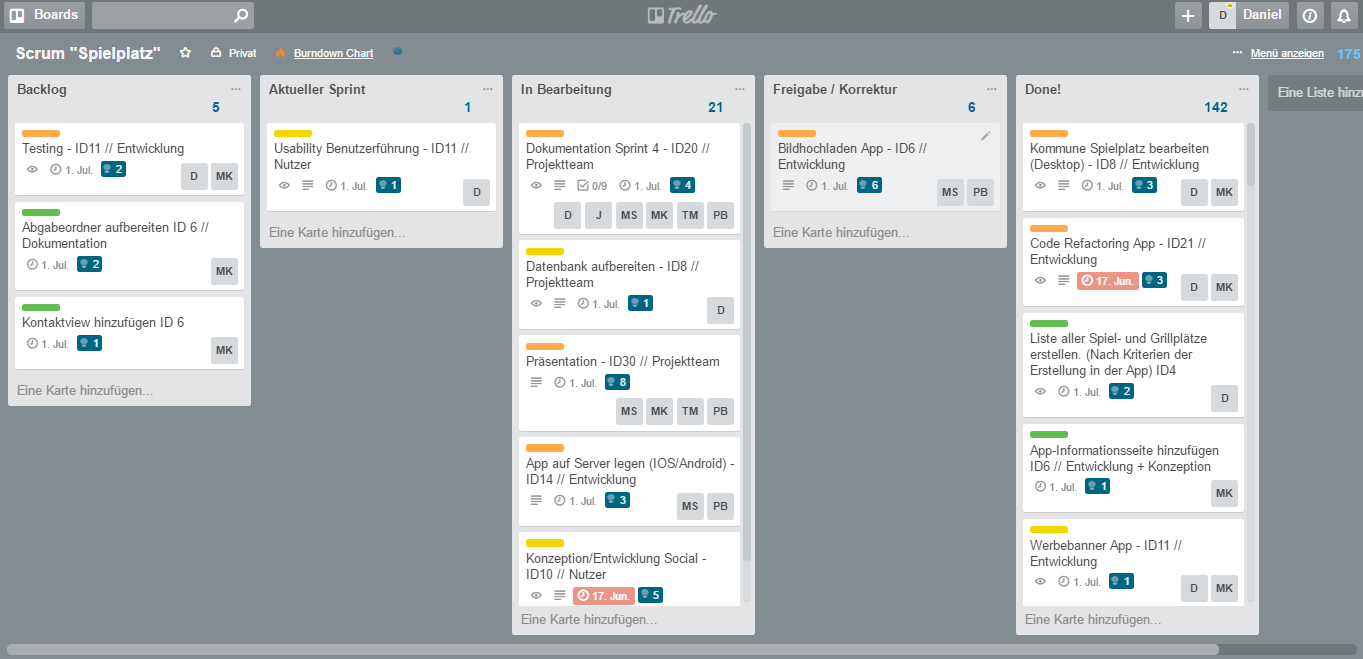 Boards
Trello
D Daniel
Scrum "Spielplatz"
Privat
Burndown Chart
... Menü anzeigen
175
Backlog
5
Testing - ID11 // Entwicklung
1. Jul. 2
D MK
Abgabeordner aufbereiten ID 6 //
Dokumentation
1. Jul. 2
MK
Kontaktview hinzufügen ID 6
1. Jul. 1
MK
Eine Karte hinzufügen...
Aktueller Sprint
1
Usability Benutzerführung - ID11 //
Nutzer
1. Jul. 1
D
Eine Karte hinzufügen...
In Bearbeitung
21
Dokumentation Sprint 4 - ID20 //
Projektteam
0/9 1. Jul. 4
D J MS MK TM PB
Datenbank aufbereiten - ID8 //
Projektteam
1. Jul. 1
D
Präsentation - ID30 // Projektteam
1. Jul. 8
MS MK TM PB
App auf Server legen (IOS/Android) -
ID14 // Entwicklung
1. Jul. 3
MS PB
Konzeption/Entwicklung Social -
ID10 // Nutzer
17. Jun. 5
Eine Karte hinzufügen...
Freigabe / Korrektur
6
Bildhochladen App - ID6 //
Entwicklung
1. Jul. 6
MS PB
Eine Karte hinzufügen...
Done!
142
Kommune Spielplatz bearbeiten
(Desktop) - ID8 // Entwicklung
1. Jul. 3
D MK
Code Refactoring App - ID21 //
Entwicklung
17. Jun. 3
D MK
Liste aller Spiel- und Grillplätze
erstellen. (Nach Kriterien der
Erstellung in der App) ID4
1. Jul. 2
D
App-Informationsseite hinzufügen
ID6 // Entwicklung + Konzeption
1. Jul. 1
MK
Werbebanner App - ID11 //
Entwicklung
1. Jul. 1
D MK
Eine Karte hinzufügen...
Eine Liste hinz